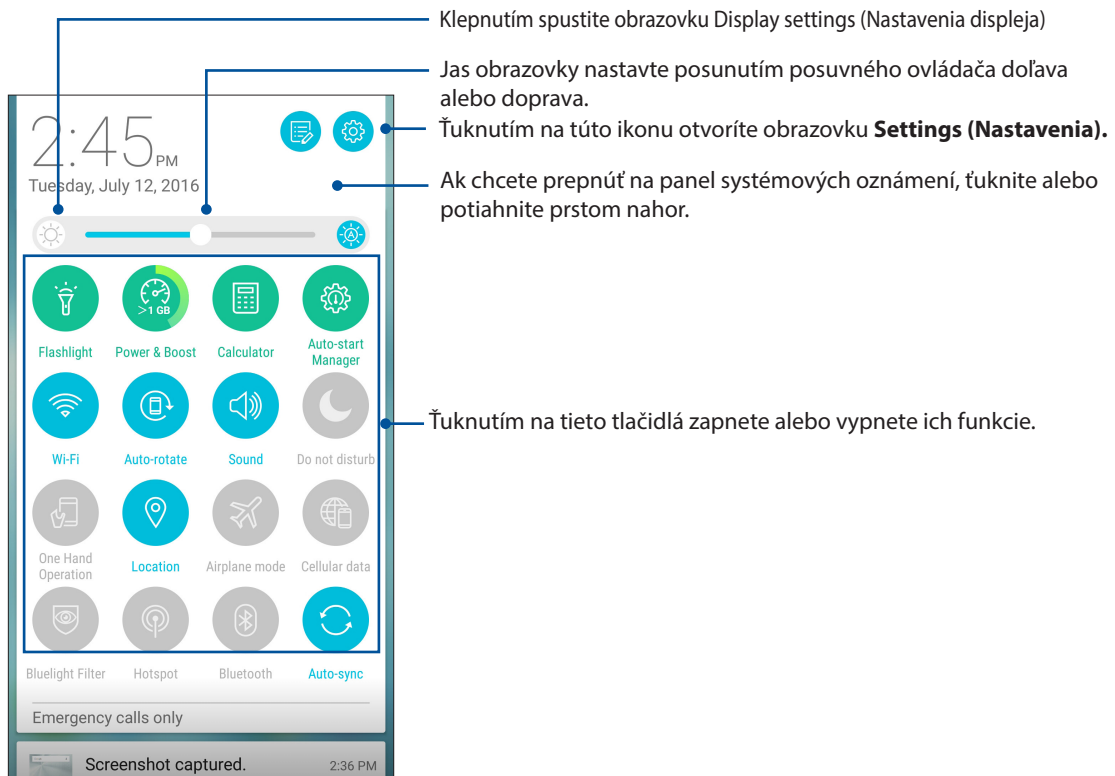 Klepnutím spustite obrazovku Display settings (Nastavenia displeja)
Jas obrazovky nastavte posunutím posuvného ovládača doľava
alebo doprava.
Ťuknutím na túto ikonu otvoríte obrazovku Settings (Nastavenia).
Ak chcete prepnúť na panel systémových oznámení, ťuknite alebo
potiahnite prstom nahor.
2:45 PM
Tuesday, July 12, 2016
A
>1 GB
Flashlight Power & Boost Calculator Auto-start
Manager
Ťuknutím na tieto tlačidlá zapnete alebo vypnete ich funkcie.
Wi-Fi Auto-rotate Sound Do not disturb
One Hand
Operation Location Airplane mode Cellular data
Bluelight Filter Hotspot Bluetooth Auto-sync
Emergency calls only
Screenshot captured. 2:36 PM